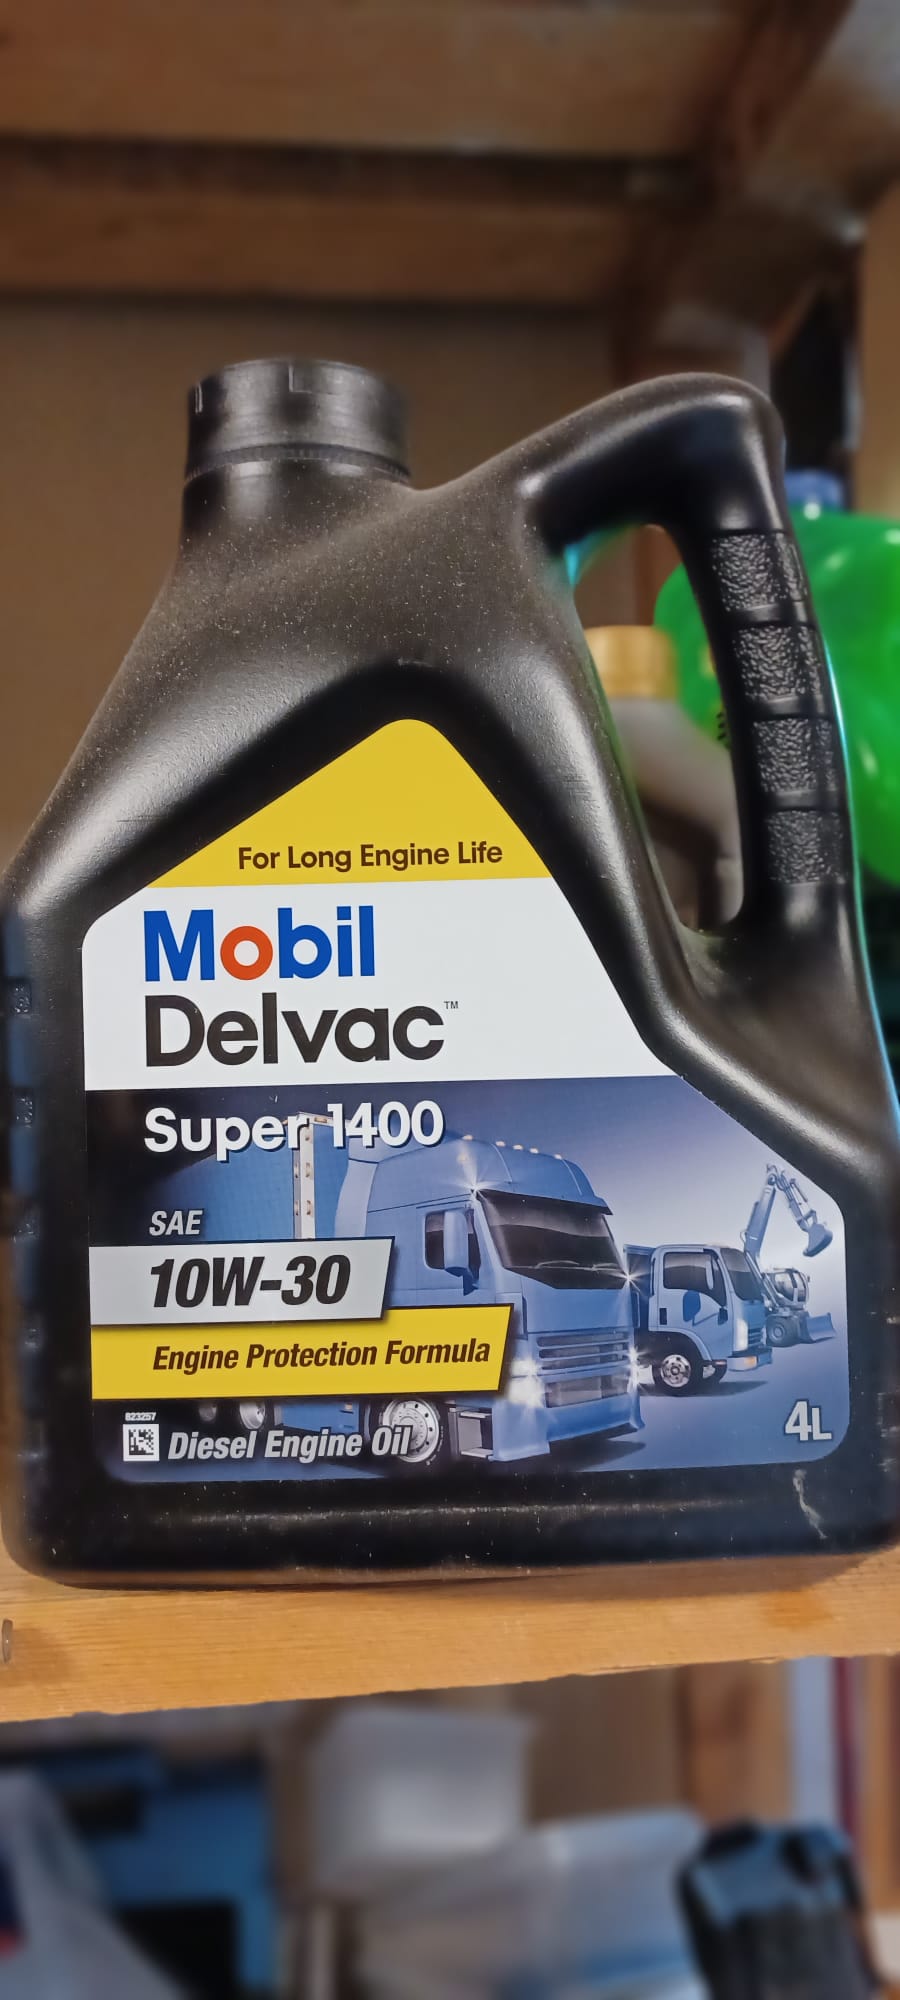 For Long Engine Life
Mobil
Delvac™
Super 1400
SAE
10W-30
Engine Protection Formula
823257
Diesel Engine Oil
4L